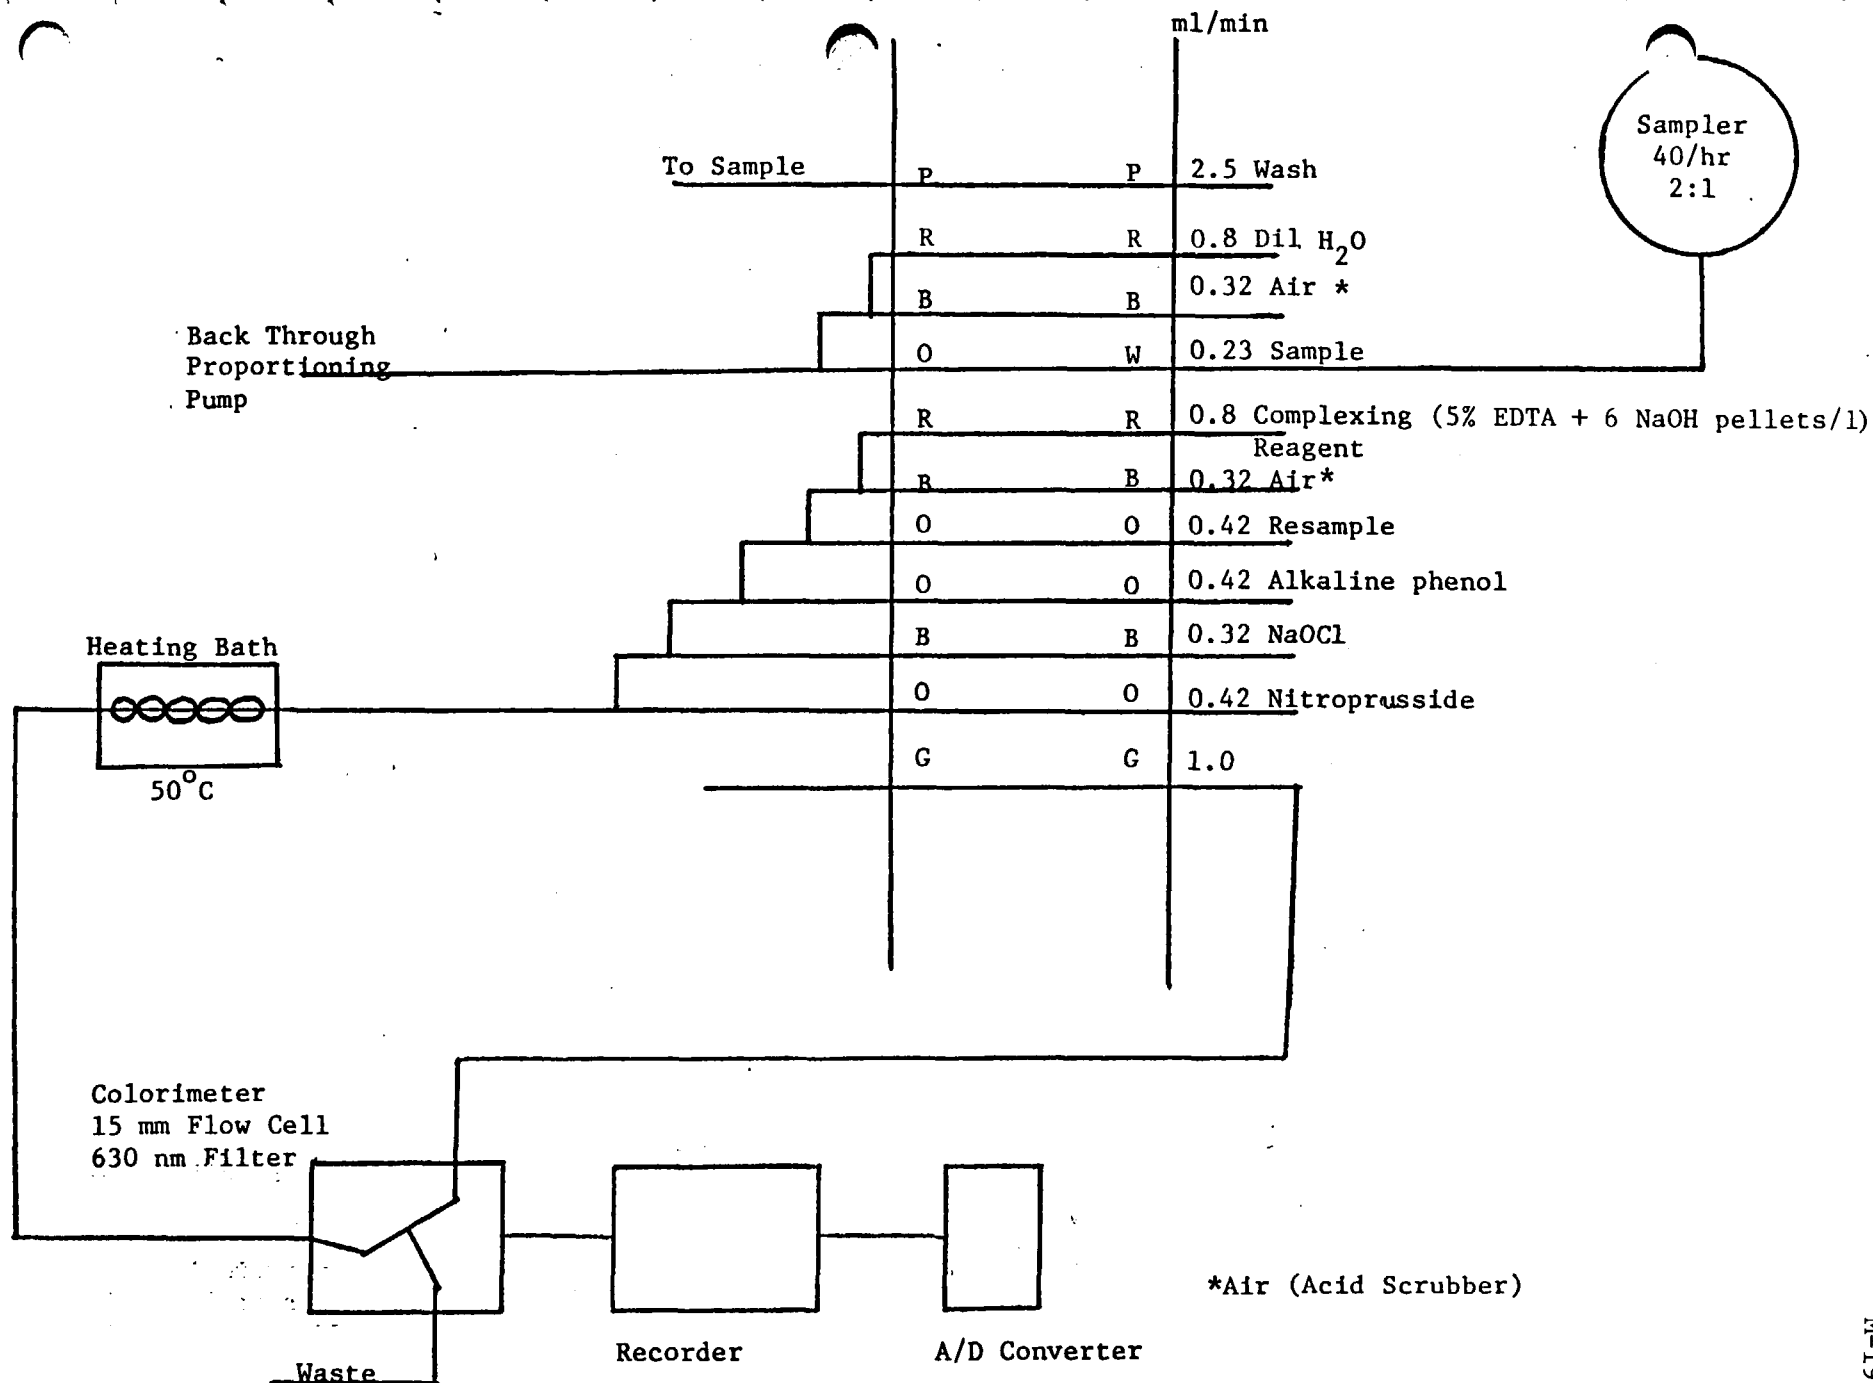 ml/min
Sampler
40/hr
2:1
To Sample P P 2.5 Wash
R R 0.8 Dil H2O
B B 0.32 Air *
Back Through
Proportioning
Pump
O W 0.23 Sample
R R 0.8 Complexing (5% EDTA + 6 NaOH pellets/l)
Reagent
B B 0.32 Air*
O O 0.42 Resample
O O 0.42 Alkaline phenol
B B 0.32 NaOCl
O O 0.42 Nitroprusside
G G 1.0
Heating Bath
50°C
Colorimeter
15 mm Flow Cell
630 nm Filter
Waste
Recorder
A/D Converter
*Air (Acid Scrubber)